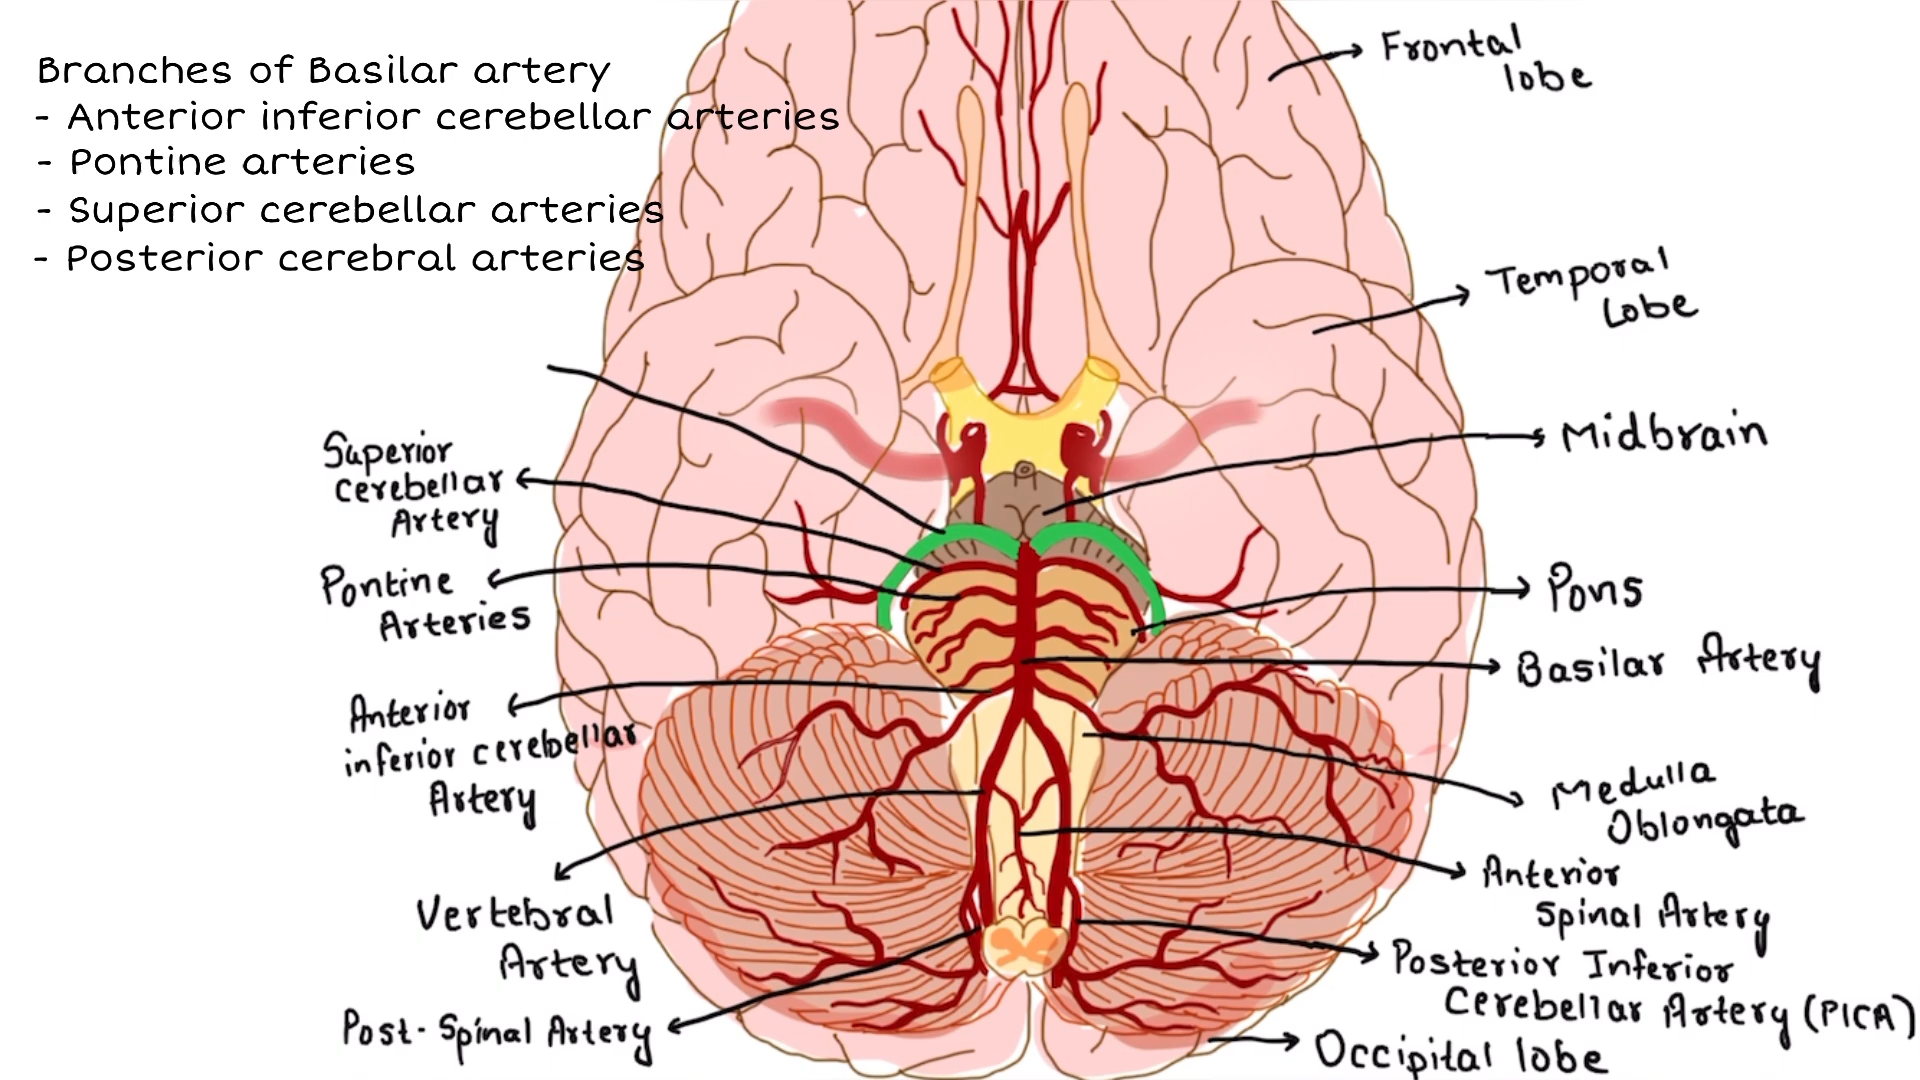 Branches of Basilar artery
- Anterior inferior cerebellar arteries
- Pontine arteries
- Superior cerebellar arteries
- Posterior cerebral arteries
Frontal
lobe
Temporal
Lobe
Midbrain
Pons
Basilar Artery
Medulla
Oblongata
Anterior
Spinal Artery
Posterior Inferior
Cerebellar Artery (PICA)
Occipital lobe
Superior
Cerebellar
Artery
Pontine
Arteries
Anterior
inferior cerebellar
Artery
Vertebral
Artery
Post-Spinal Artery